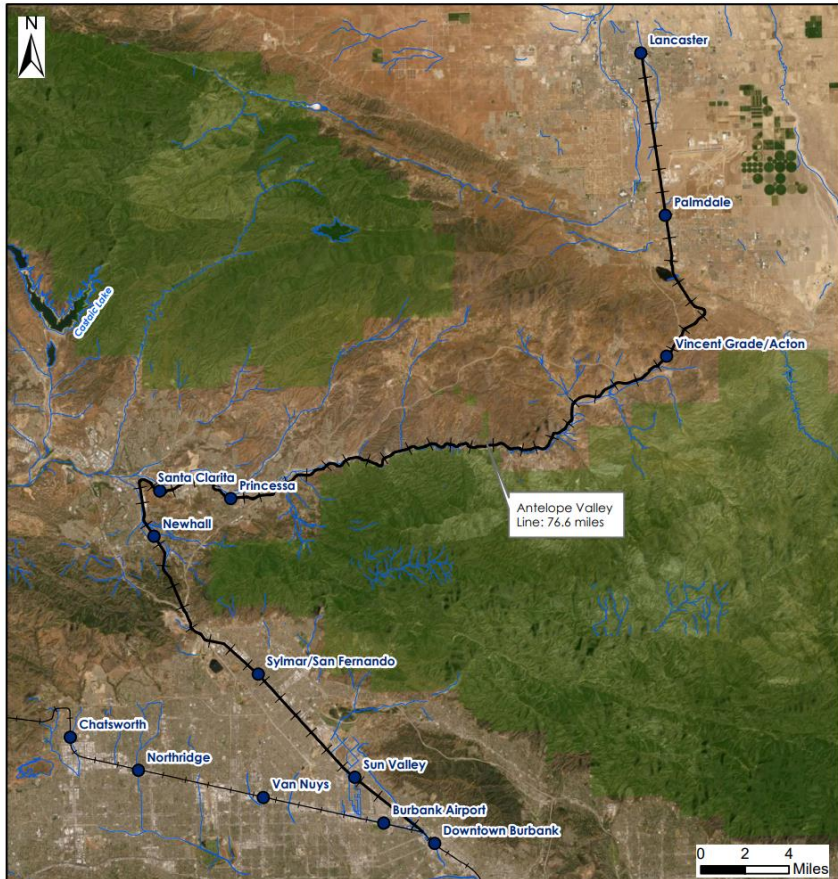 N
Lancaster
Palmdale
Castaic Lake
Vincent Grade/Acton
Santa Clarita
Princessa
Antelope Valley
Line: 76.6 miles
Newhall
Sylmar/San Fernando
Chatsworth
Northridge
Sun Valley
Van Nuys
Burbank Airport
Downtown Burbank
0 2 4
Miles